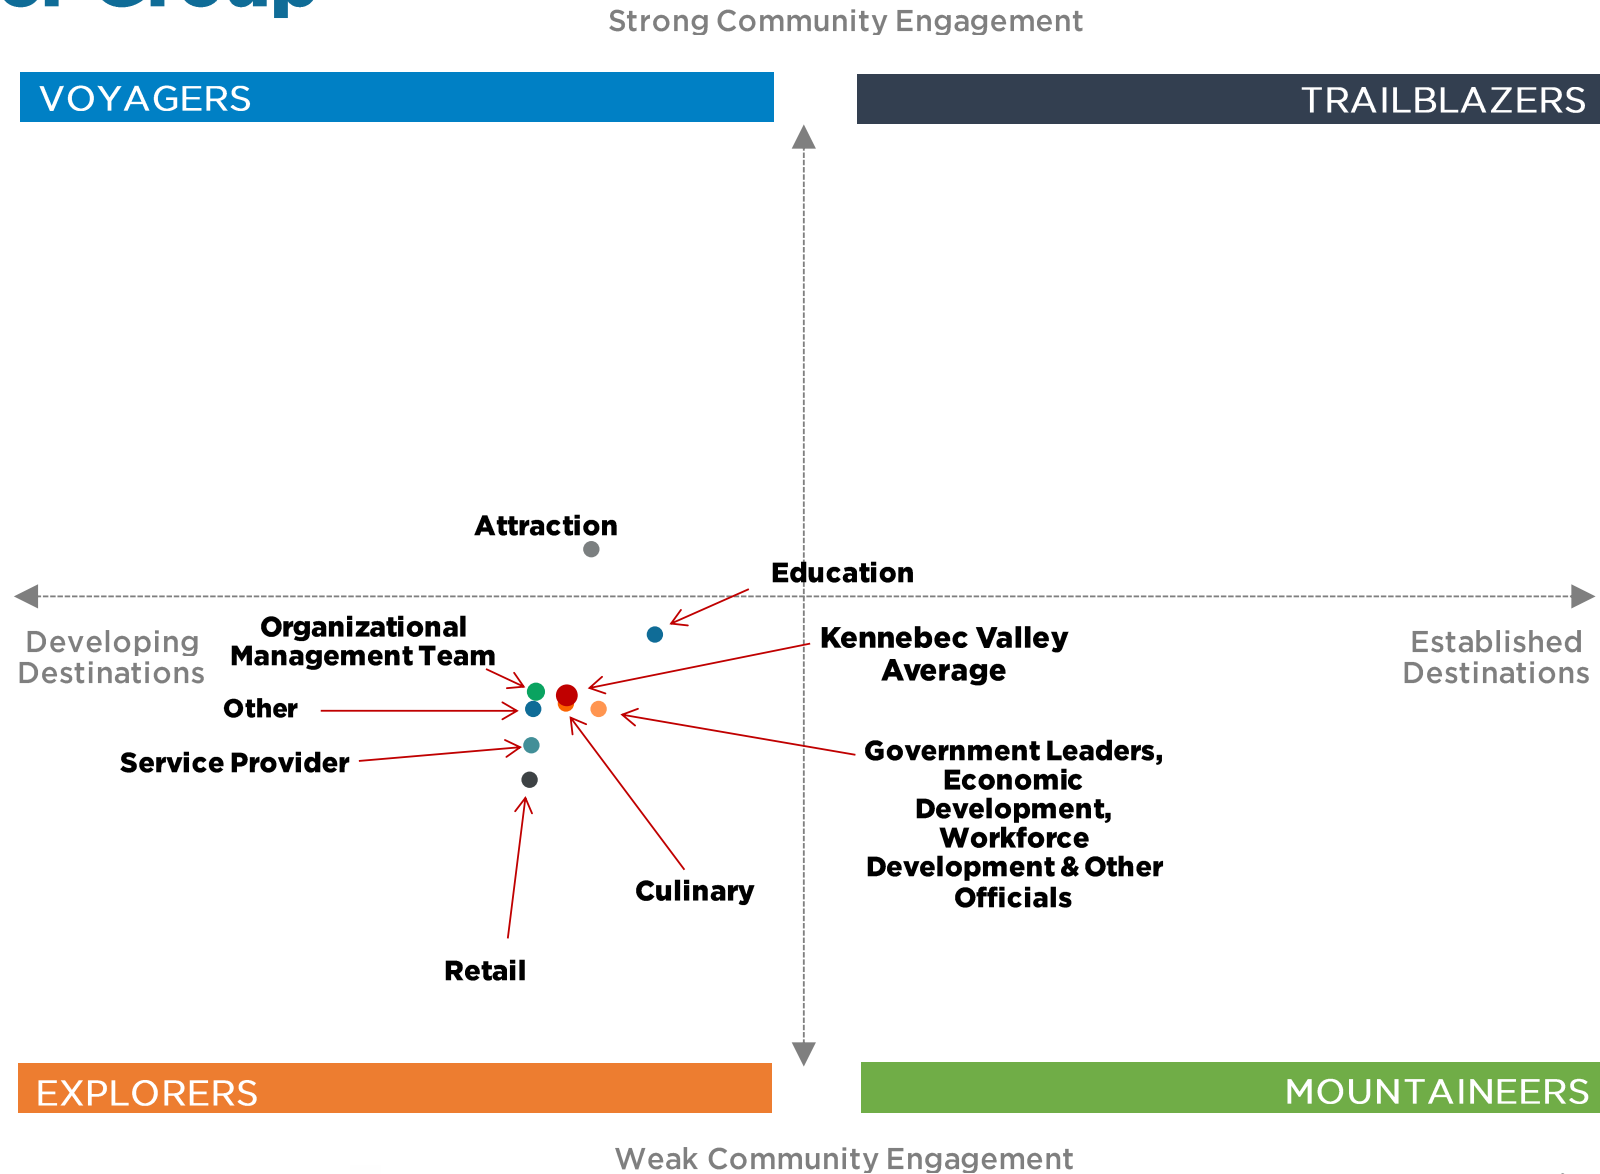 Group
Strong Community Engagement
VOYAGERS
TRAILBLAZERS
Attraction
Education
Developing
Destinations
Organizational
Management Team
Kennebec Valley
Average
Established
Destinations
Other
Service Provider
Government Leaders,
Economic
Development,
Workforce
Development & Other
Officials
Culinary
Retail
EXPLORERS
MOUNTAINEERS
Weak Community Engagement